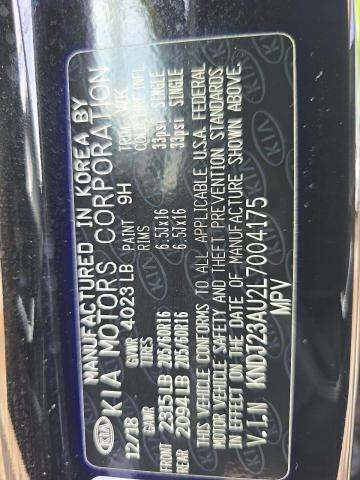 MANUFACTURED IN KOREA BY
KIA KIA MOTORS CORPORATION
12/18 GVWR 4023 LB PAINT 9H
GAWR TIRES RIMS
FRONT 2315 LB 205/60R16 6.5Jx16 33psi SINGLE
REAR 2094 LB 205/60R16 6.5Jx16 33psi SINGLE
THIS VEHICLE CONFORMS TO ALL APPLICABLE U.S.A. FEDERAL
MOTOR VEHICLE SAFETY AND THEFT PREVENTION STANDARDS
IN EFFECT ON THE DATE OF MANUFACTURE SHOWN ABOVE.
V.I.N KNDJ23AU2L7004175
MPV